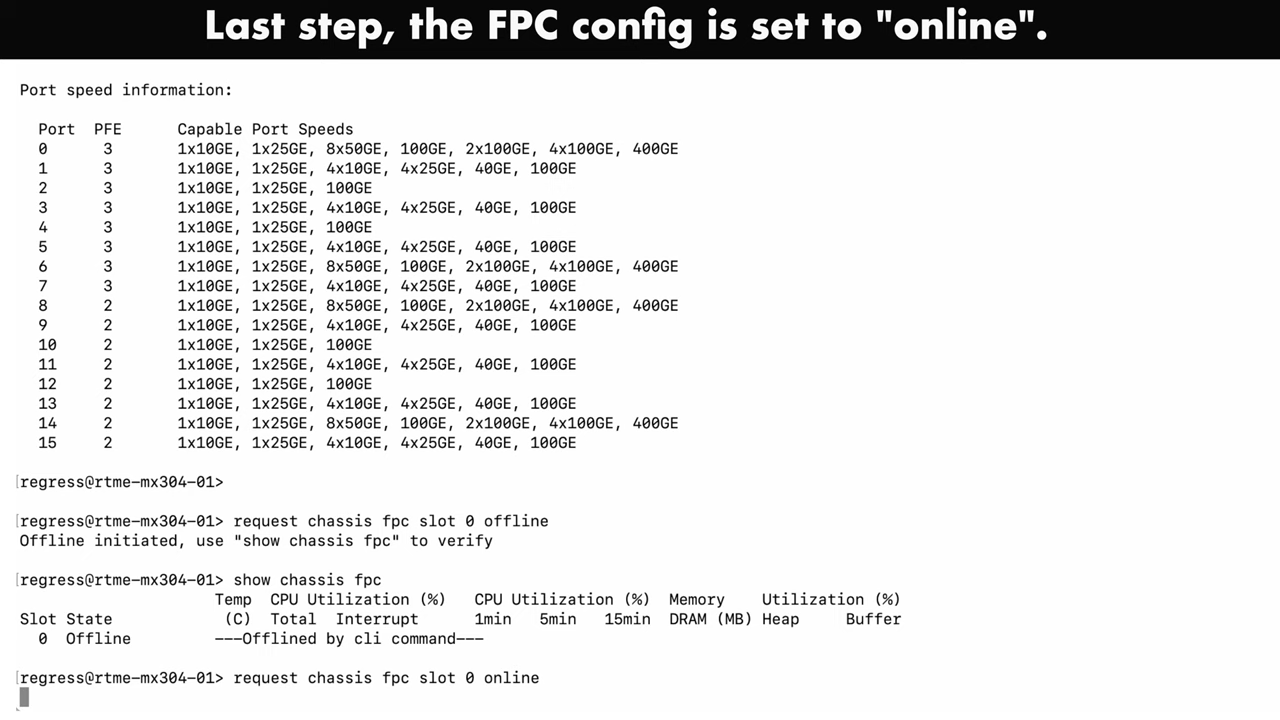 Last step, the FPC config is set to "online".
Port speed information:
Port PFE Capable Port Speeds
0 3 1x10GE, 1x25GE, 8x50GE, 100GE, 2x100GE, 4x100GE, 400GE
1 3 1x10GE, 1x25GE, 4x10GE, 4x25GE, 40GE, 100GE
2 3 1x10GE, 1x25GE, 100GE
3 3 1x10GE, 1x25GE, 4x10GE, 4x25GE, 40GE, 100GE
4 3 1x10GE, 1x25GE, 100GE
5 3 1x10GE, 1x25GE, 4x10GE, 4x25GE, 40GE, 100GE
6 3 1x10GE, 1x25GE, 8x50GE, 100GE, 2x100GE, 4x100GE, 400GE
7 3 1x10GE, 1x25GE, 4x10GE, 4x25GE, 40GE, 100GE
8 2 1x10GE, 1x25GE, 8x50GE, 100GE, 2x100GE, 4x100GE, 400GE
9 2 1x10GE, 1x25GE, 4x10GE, 4x25GE, 40GE, 100GE
10 2 1x10GE, 1x25GE, 100GE
11 2 1x10GE, 1x25GE, 4x10GE, 4x25GE, 40GE, 100GE
12 2 1x10GE, 1x25GE, 100GE
13 2 1x10GE, 1x25GE, 4x10GE, 4x25GE, 40GE, 100GE
14 2 1x10GE, 1x25GE, 8x50GE, 100GE, 2x100GE, 4x100GE, 400GE
15 2 1x10GE, 1x25GE, 4x10GE, 4x25GE, 40GE, 100GE
[regress@rtme-mx304-01>
[regress@rtme-mx304-01> request chassis fpc slot 0 offline
Offline initiated, use "show chassis fpc" to verify
[regress@rtme-mx304-01> show chassis fpc
Temp CPU Utilization (%) CPU Utilization (%) Memory Utilization (%)
Slot State (C) Total Interrupt 1min 5min 15min DRAM (MB) Heap Buffer
0 Offline ---Offlined by cli command---
[regress@rtme-mx304-01> request chassis fpc slot 0 online